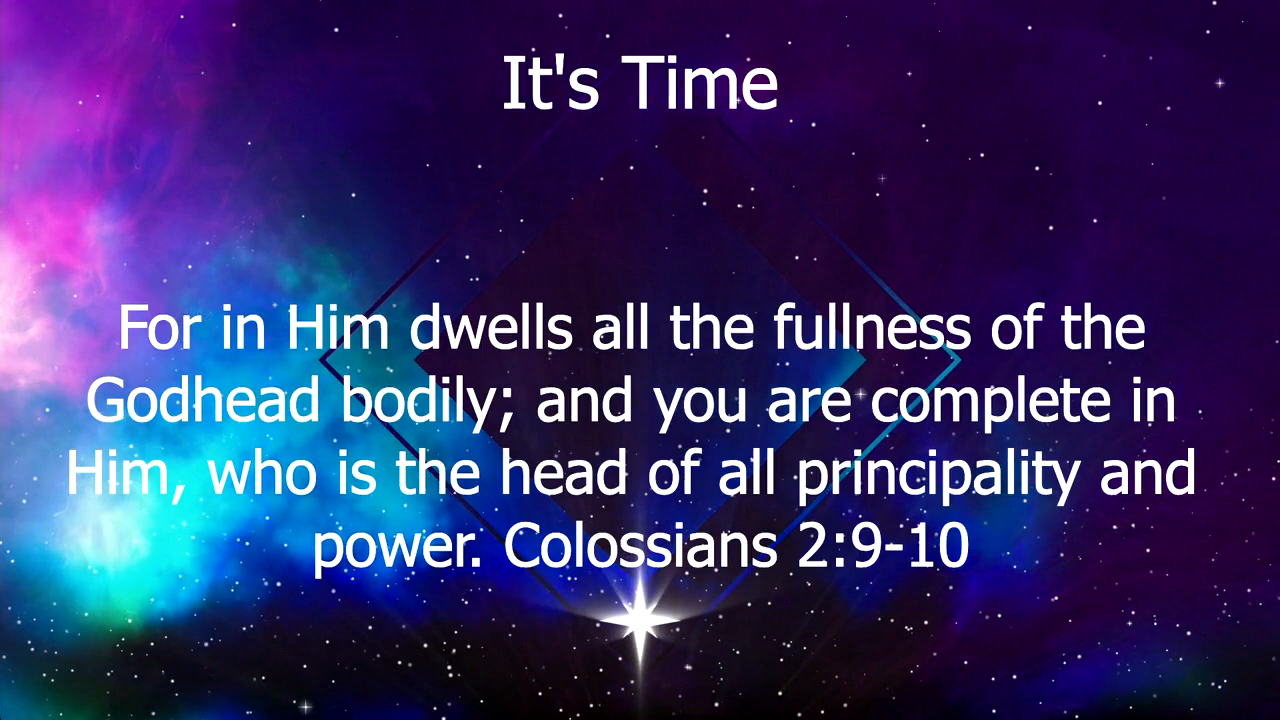 It's Time
For in Him dwells all the fullness of the
Godhead bodily; and you are complete in
Him, who is the head of all principality and
power. Colossians 2:9-10